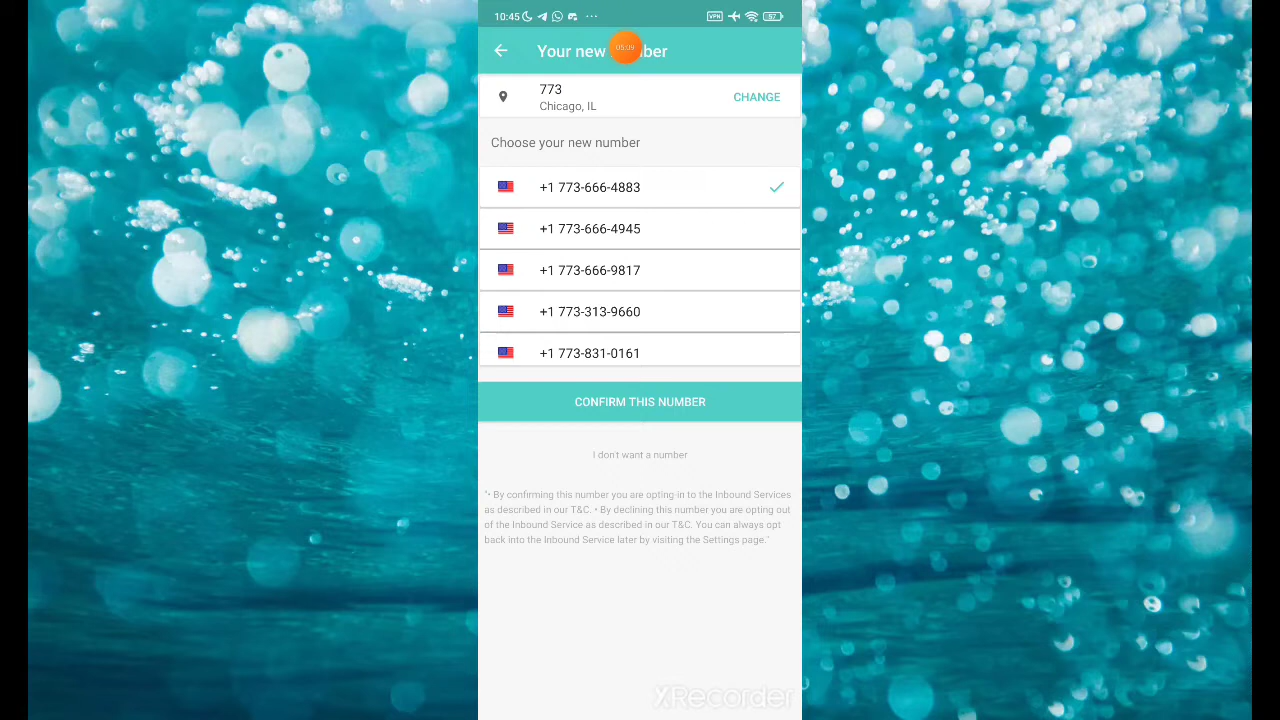 10:45
VPN
57
Your new ber
05:09
773
Chicago, IL
CHANGE
Choose your new number
+1 773-666-4883
+1 773-666-4945
+1 773-666-9817
+1 773-313-9660
+1 773-831-0161
CONFIRM THIS NUMBER
I don't want a number
"• By confirming this number you are opting-in to the Inbound Services
as described in our T&C. • By declining this number you are opting out
of the Inbound Service as described in our T&C. You can always opt
back into the Inbound Service later by visiting the Settings page."
XRecorder